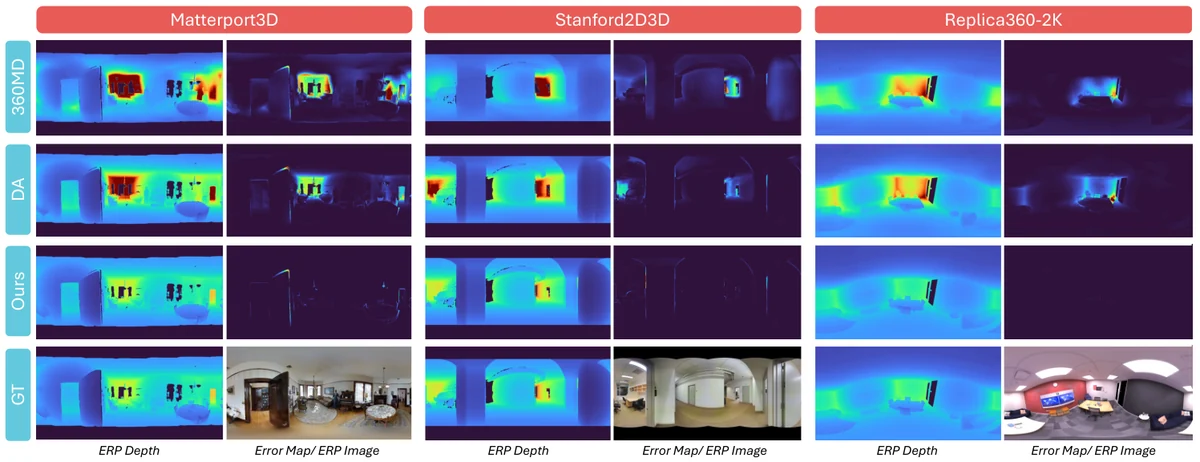 Matterport3D
Stanford2D3D
Replica360-2K
360MD
DA
Ours
GT
ERP Depth
Error Map/ ERP Image
ERP Depth
Error Map/ ERP Image
ERP Depth
Error Map/ ERP Image